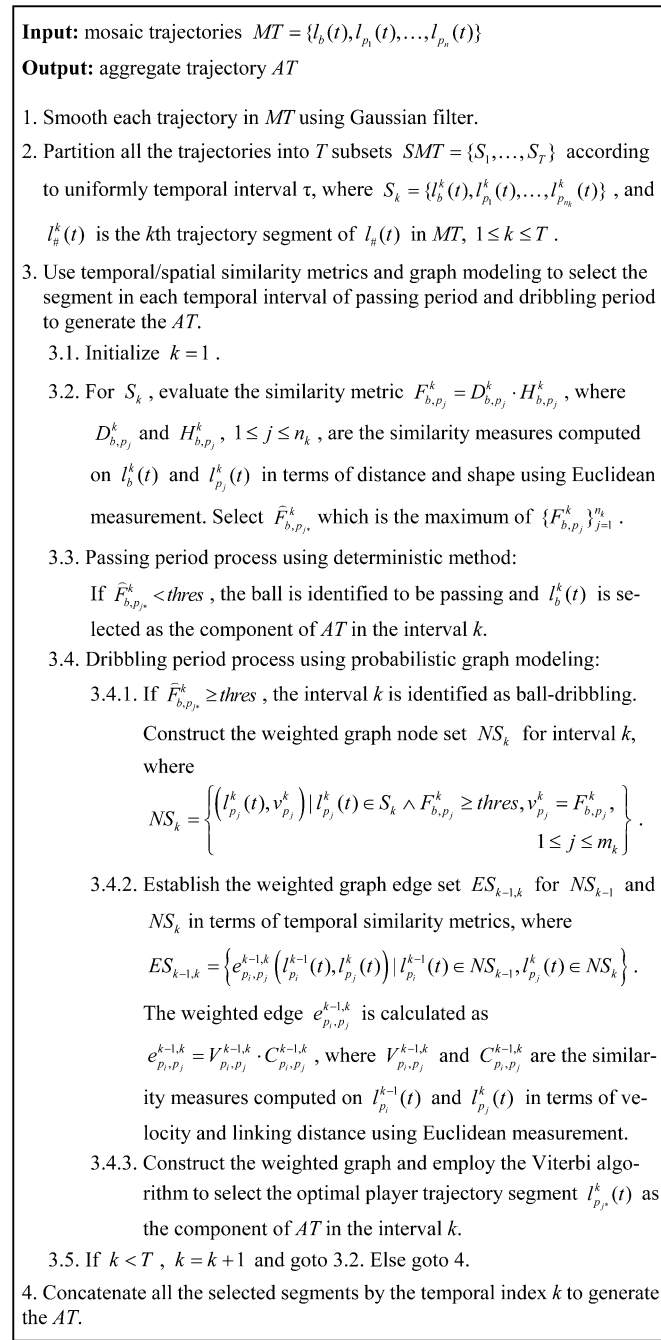 Input: mosaic trajectories MT = {l_b(t), l_{p_1}(t), …, l_{p_n}(t)}
Output: aggregate trajectory AT
1. Smooth each trajectory in MT using Gaussian filter.
2. Partition all the trajectories into T subsets SMT = {S_1, …, S_T} according
to uniformly temporal interval τ, where S_k = {l_b^k(t), l_{p_1}^k(t), …, l_{p_{n_k}}^k(t)} , and
l_#^k(t) is the kth trajectory segment of l_#(t) in MT, 1 ≤ k ≤ T .
3. Use temporal/spatial similarity metrics and graph modeling to select the
segment in each temporal interval of passing period and dribbling period
to generate the AT.
3.1. Initialize k = 1 .
3.2. For S_k , evaluate the similarity metric F_{b,p_j}^k = D_{b,p_j}^k · H_{b,p_j}^k , where
D_{b,p_j}^k and H_{b,p_j}^k , 1 ≤ j ≤ n_k , are the similarity measures computed
on l_b^k(t) and l_{p_j}^k(t) in terms of distance and shape using Euclidean
measurement. Select F̂_{b,p_{j*}}^k which is the maximum of {F_{b,p_j}^k}_{j=1}^{n_k} .
3.3. Passing period process using deterministic method:
If F̂_{b,p_{j*}}^k < thres , the ball is identified to be passing and l_b^k(t) is se-
lected as the component of AT in the interval k.
3.4. Dribbling period process using probabilistic graph modeling:
3.4.1. If F̂_{b,p_{j*}}^k ≥ thres , the interval k is identified as ball-dribbling.
Construct the weighted graph node set NS_k for interval k,
where
NS_k = { (l_{p_j}^k(t), v_{p_j}^k) | l_{p_j}^k(t) ∈ S_k ∧ F_{b,p_j}^k ≥ thres, v_{p_j}^k = F_{b,p_j}^k,
1 ≤ j ≤ m_k } .
3.4.2. Establish the weighted graph edge set ES_{k-1,k} for NS_{k-1} and
NS_k in terms of temporal similarity metrics, where
ES_{k-1,k} = { e_{p_i,p_j}^{k-1,k} (l_{p_i}^{k-1}(t), l_{p_j}^k(t)) | l_{p_i}^{k-1}(t) ∈ NS_{k-1}, l_{p_j}^k(t) ∈ NS_k } .
The weighted edge e_{p_i,p_j}^{k-1,k} is calculated as
e_{p_i,p_j}^{k-1,k} = V_{p_i,p_j}^{k-1,k} · C_{p_i,p_j}^{k-1,k} , where V_{p_i,p_j}^{k-1,k} and C_{p_i,p_j}^{k-1,k} are the similar-
ity measures computed on l_{p_i}^{k-1}(t) and l_{p_j}^k(t) in terms of ve-
locity and linking distance using Euclidean measurement.
3.4.3. Construct the weighted graph and employ the Viterbi algo-
rithm to select the optimal player trajectory segment l_{p_{j*}}^k(t) as
the component of AT in the interval k.
3.5. If k < T , k = k + 1 and goto 3.2. Else goto 4.
4. Concatenate all the selected segments by the temporal index k to generate
the AT.